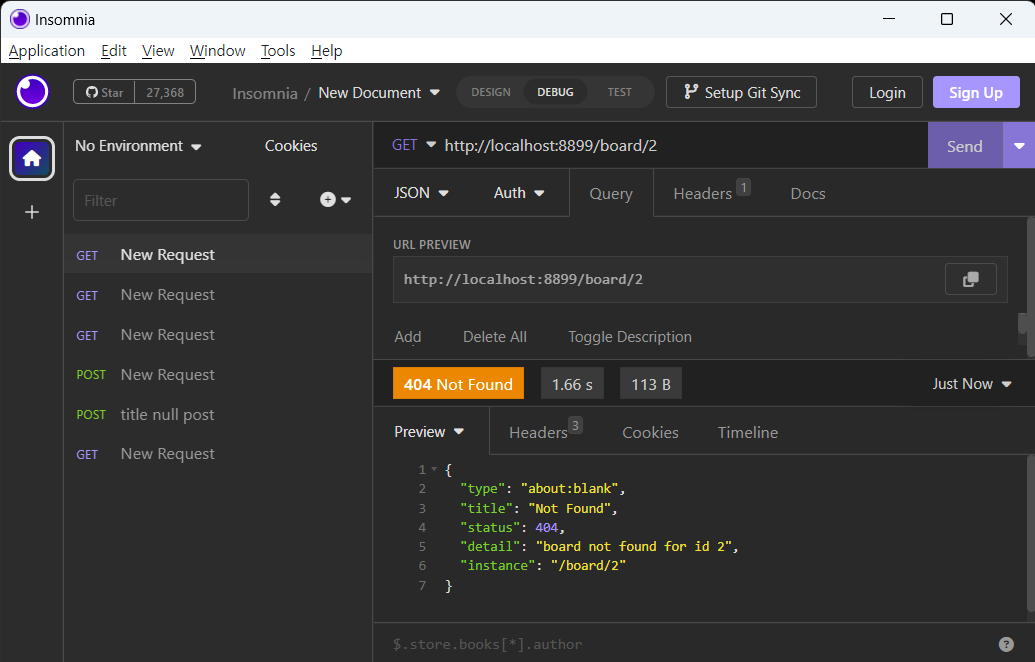 Insomnia
Application Edit View Window Tools Help
Star 27,368 Insomnia / New Document DESIGN DEBUG TEST Setup Git Sync Login Sign Up
No Environment Cookies
Filter
GET New Request
GET New Request
GET New Request
POST New Request
POST title null post
GET New Request
GET http://localhost:8899/board/2 Send
JSON Auth Query Headers 1 Docs
URL PREVIEW
http://localhost:8899/board/2
Add Delete All Toggle Description
404 Not Found 1.66 s 113 B Just Now
Preview Headers 3 Cookies Timeline
1 {
2 "type": "about:blank",
3 "title": "Not Found",
4 "status": 404,
5 "detail": "board not found for id 2",
6 "instance": "/board/2"
7 }
$.store.books[*].author ?